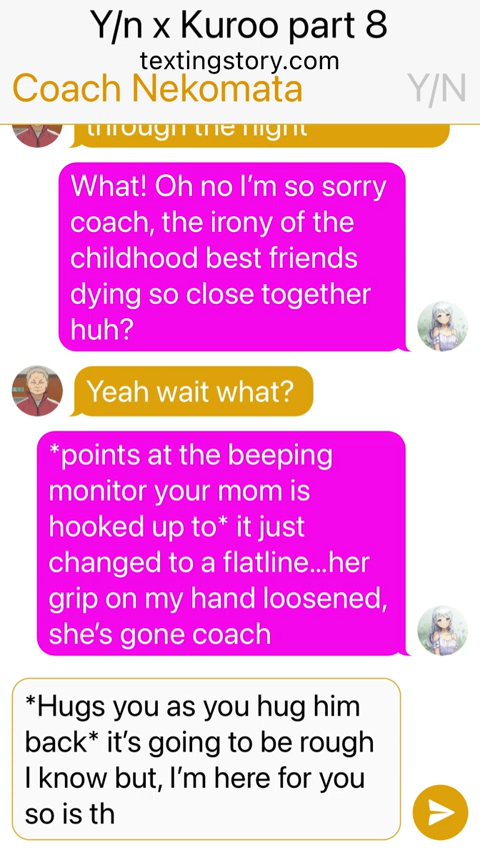 Y/n x Kuroo part 8
textingstory.com
Coach Nekomata
Y/N
through the night
What! Oh no I'm so sorry
coach, the irony of the
childhood best friends
dying so close together
huh?
Yeah wait what?
*points at the beeping
monitor your mom is
hooked up to* it just
changed to a flatline...her
grip on my hand loosened,
she's gone coach
*Hugs you as you hug him
back* it's going to be rough
I know but, I'm here for you
so is th